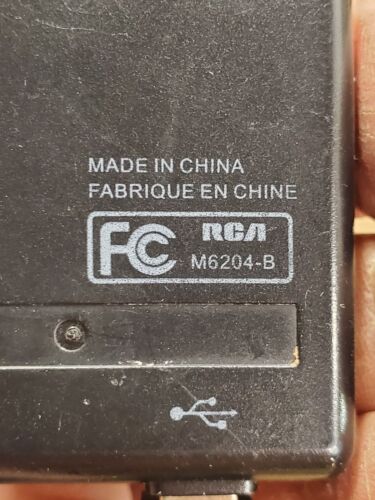 MADE IN CHINA
FABRIQUE EN CHINE
FC RCA
M6204-B